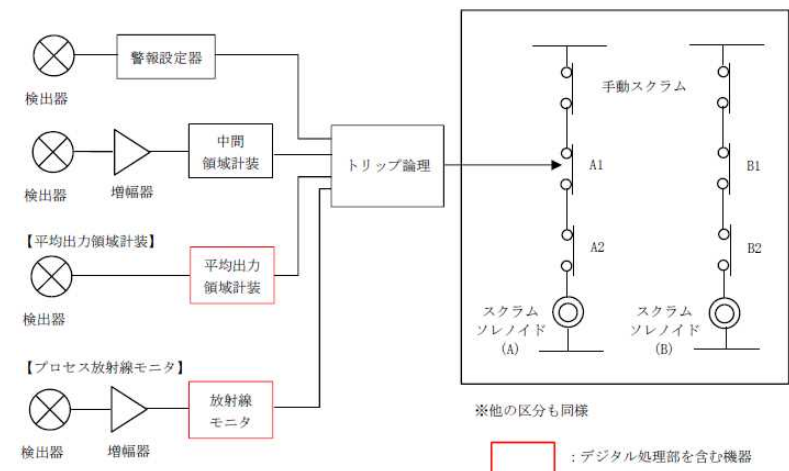 検出器
警報設定器
検出器
増幅器
中間
領域計装
【平均出力領域計装】
検出器
平均出力
領域計装
【プロセス放射線モニタ】
検出器
増幅器
放射線
モニタ
トリップ論理
手動スクラム
A1
B1
A2
B2
スクラム
ソレノイド
(A)
スクラム
ソレノイド
(B)
※他の区分も同様
：デジタル処理部を含む機器